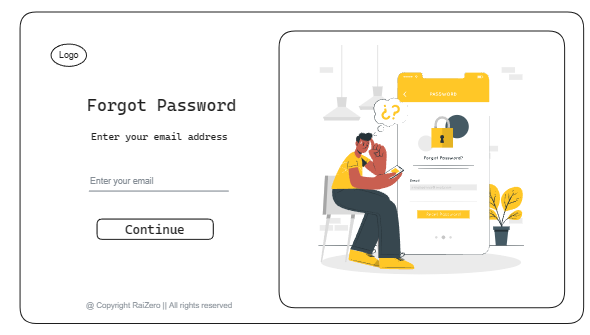 Logo
Forgot Password
Enter your email address
Enter your email
Continue
@ Copyright RaiZero || All rights reserved
¿?
PASSWORD
Forgot Password?
Email